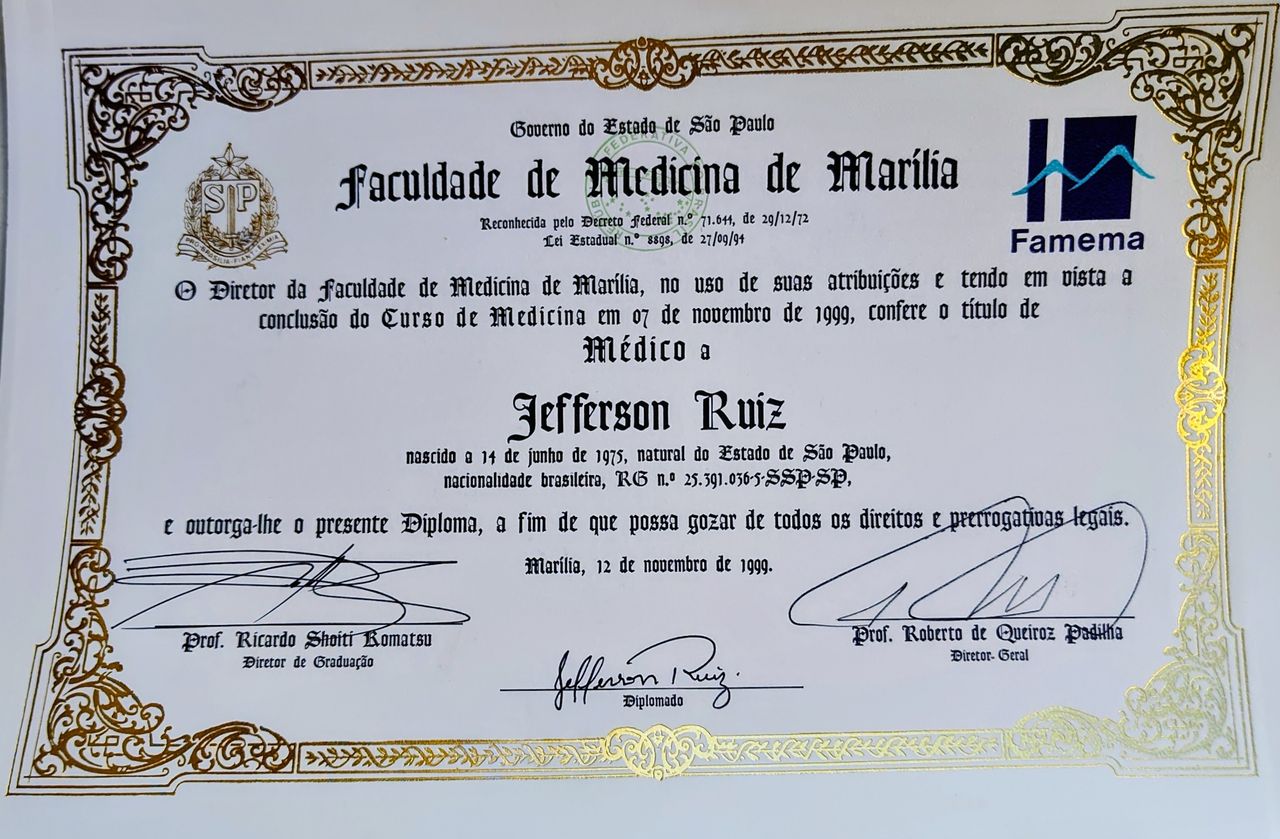 Governo do Estado de São Paulo
Faculdade de Medicina de Marília
Reconhecida pelo Decreto Federal n.º 71.644, de 29/12/72
Lei Estadual n.º 8898, de 27/09/94
SP
PRO·BRASILIA·FIANT·EXIMIA
Famema
O Diretor da Faculdade de Medicina de Marília, no uso de suas atribuições e tendo em vista a
conclusão do Curso de Medicina em 07 de novembro de 1999, confere o título de
Médico a
Jefferson Ruiz
nascido a 14 de junho de 1975, natural do Estado de São Paulo,
nacionalidade brasileira, RG n.º 25.391.036-5-SSP-SP,
e outorga-lhe o presente Diploma, a fim de que possa gozar de todos os direitos e prerrogativas legais.
Marília, 12 de novembro de 1999.
Prof. Ricardo Shoiti Komatsu
Diretor de Graduação
Prof. Roberto de Queiroz Padilha
Diretor- Geral
Jefferson Ruiz.
Diplomado